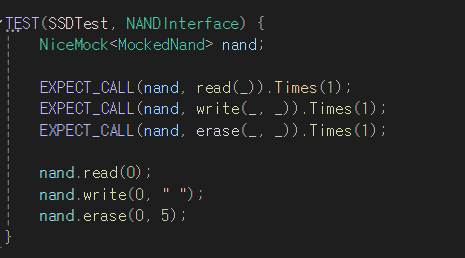 TEST(SSDTest, NANDInterface) {
NiceMock<MockedNand> nand;
EXPECT_CALL(nand, read(_)).Times(1);
EXPECT_CALL(nand, write(_, _)).Times(1);
EXPECT_CALL(nand, erase(_, _)).Times(1);
nand.read(0);
nand.write(0, " ");
nand.erase(0, 5);
}